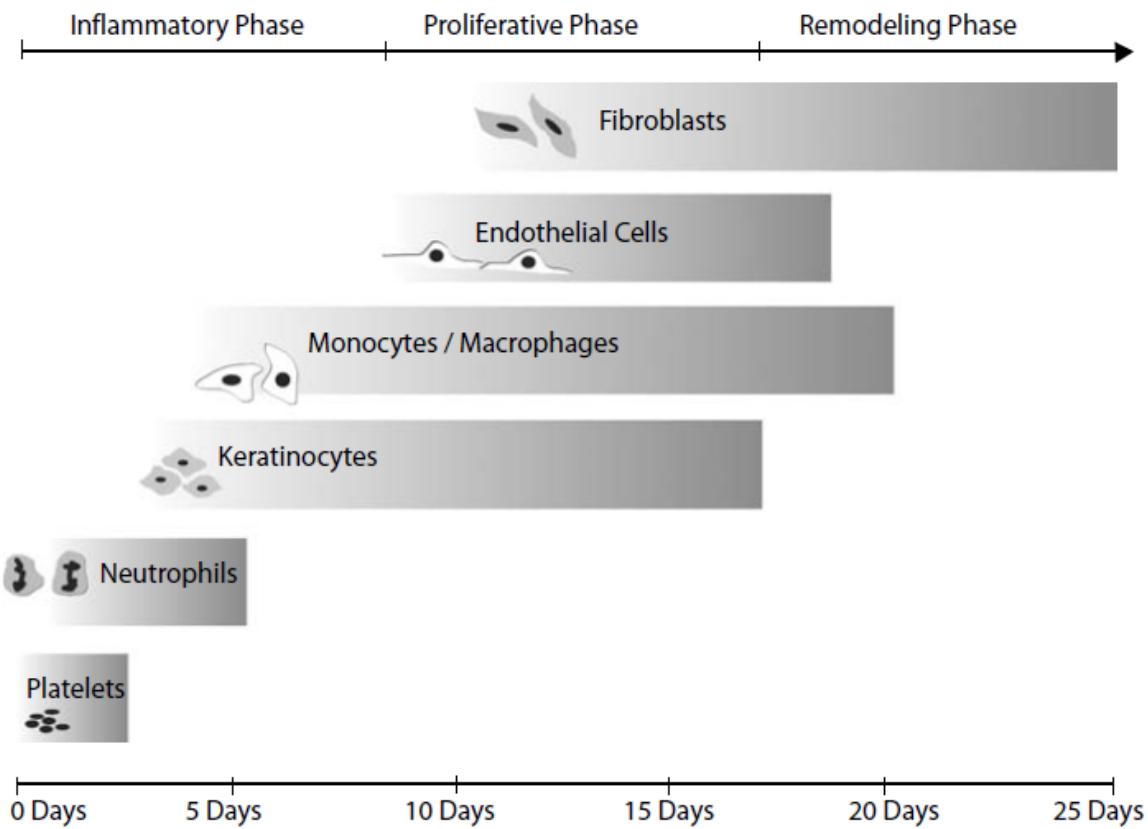 Inflammatory Phase Proliferative Phase Remodeling Phase
Fibroblasts
Endothelial Cells
Monocytes / Macrophages
Keratinocytes
Neutrophils
Platelets
0 Days 5 Days 10 Days 15 Days 20 Days 25 Days